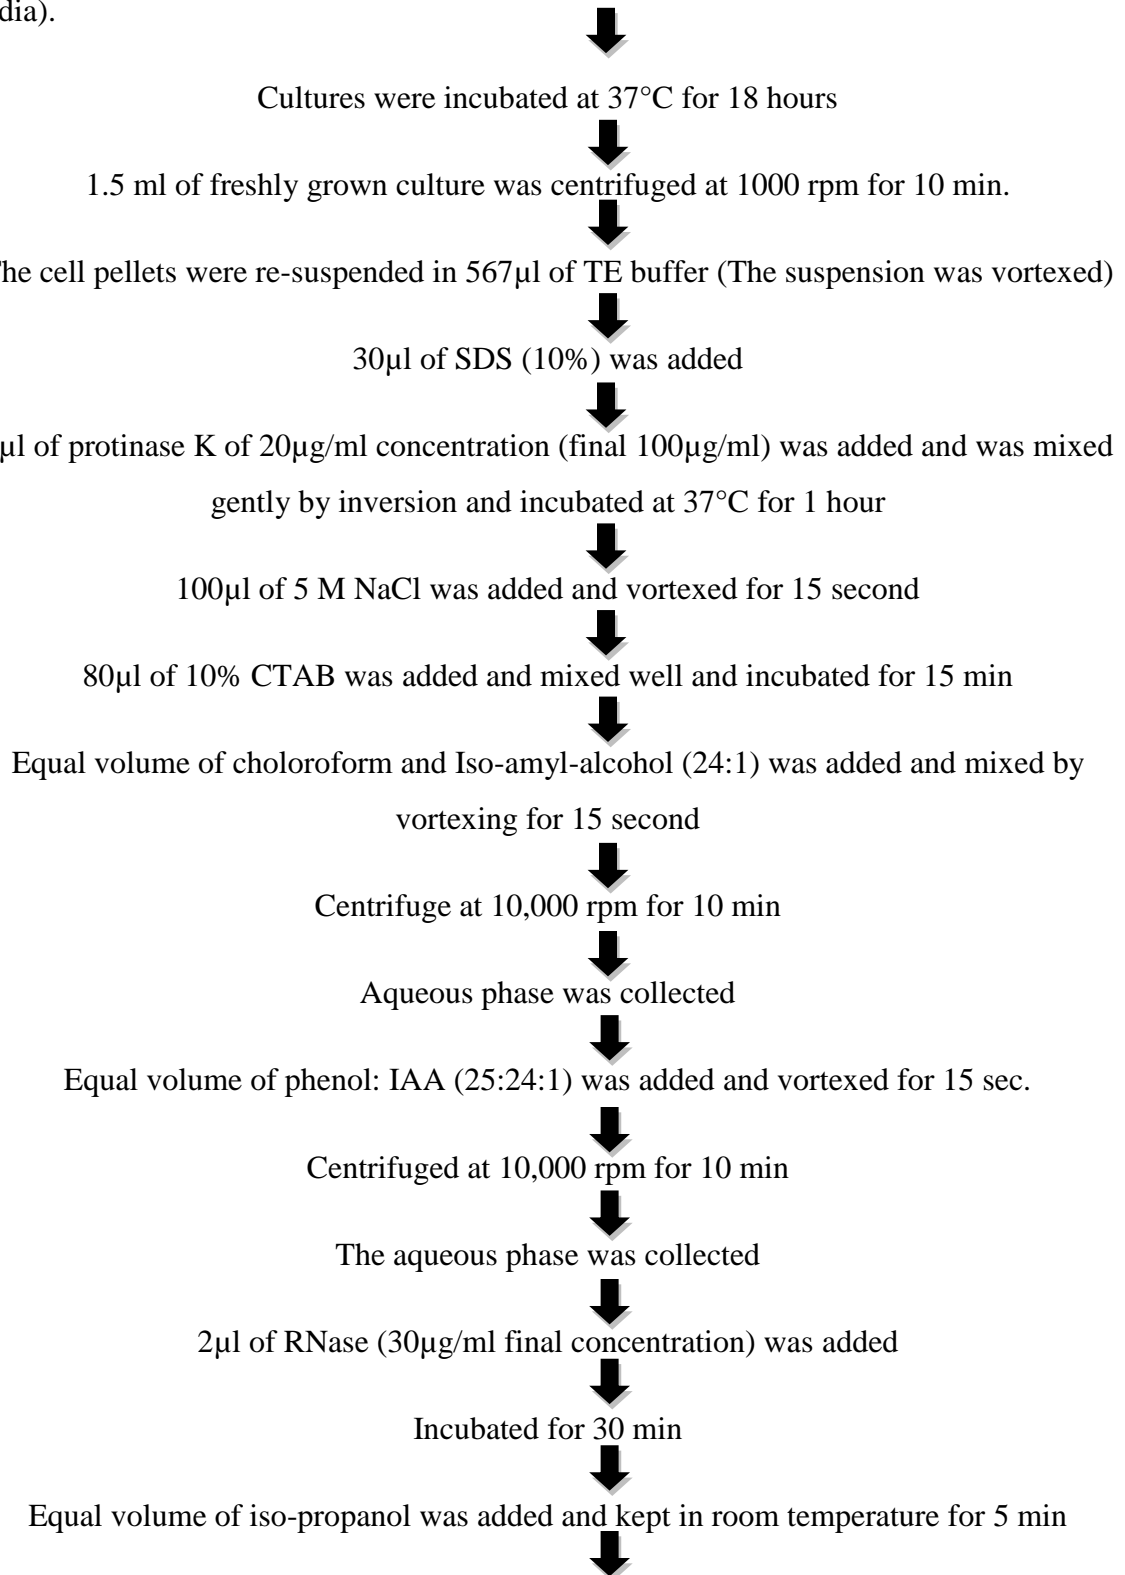 dia).
Cultures were incubated at 37°C for 18 hours
1.5 ml of freshly grown culture was centrifuged at 1000 rpm for 10 min.
The cell pellets were re-suspended in 567µl of TE buffer (The suspension was vortexed)
30µl of SDS (10%) was added
µl of protinase K of 20µg/ml concentration (final 100µg/ml) was added and was mixed
gently by inversion and incubated at 37°C for 1 hour
100µl of 5 M NaCl was added and vortexed for 15 second
80µl of 10% CTAB was added and mixed well and incubated for 15 min
Equal volume of choloroform and Iso-amyl-alcohol (24:1) was added and mixed by
vortexing for 15 second
Centrifuge at 10,000 rpm for 10 min
Aqueous phase was collected
Equal volume of phenol: IAA (25:24:1) was added and vortexed for 15 sec.
Centrifuged at 10,000 rpm for 10 min
The aqueous phase was collected
2µl of RNase (30µg/ml final concentration) was added
Incubated for 30 min
Equal volume of iso-propanol was added and kept in room temperature for 5 min